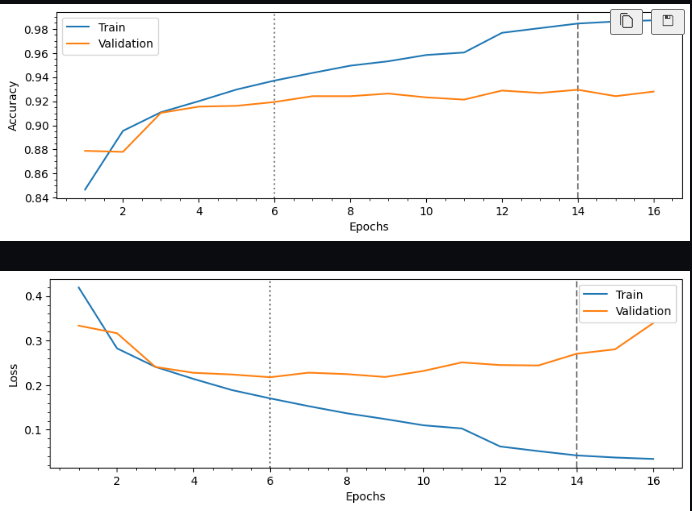 0.98
0.96
0.94
0.92
0.90
0.88
0.86
0.84
Train
Validation
Accuracy
2 4 6 8 10 12 14 16
Epochs
0.4
0.3
0.2
0.1
Train
Validation
Loss
2 4 6 8 10 12 14 16
Epochs